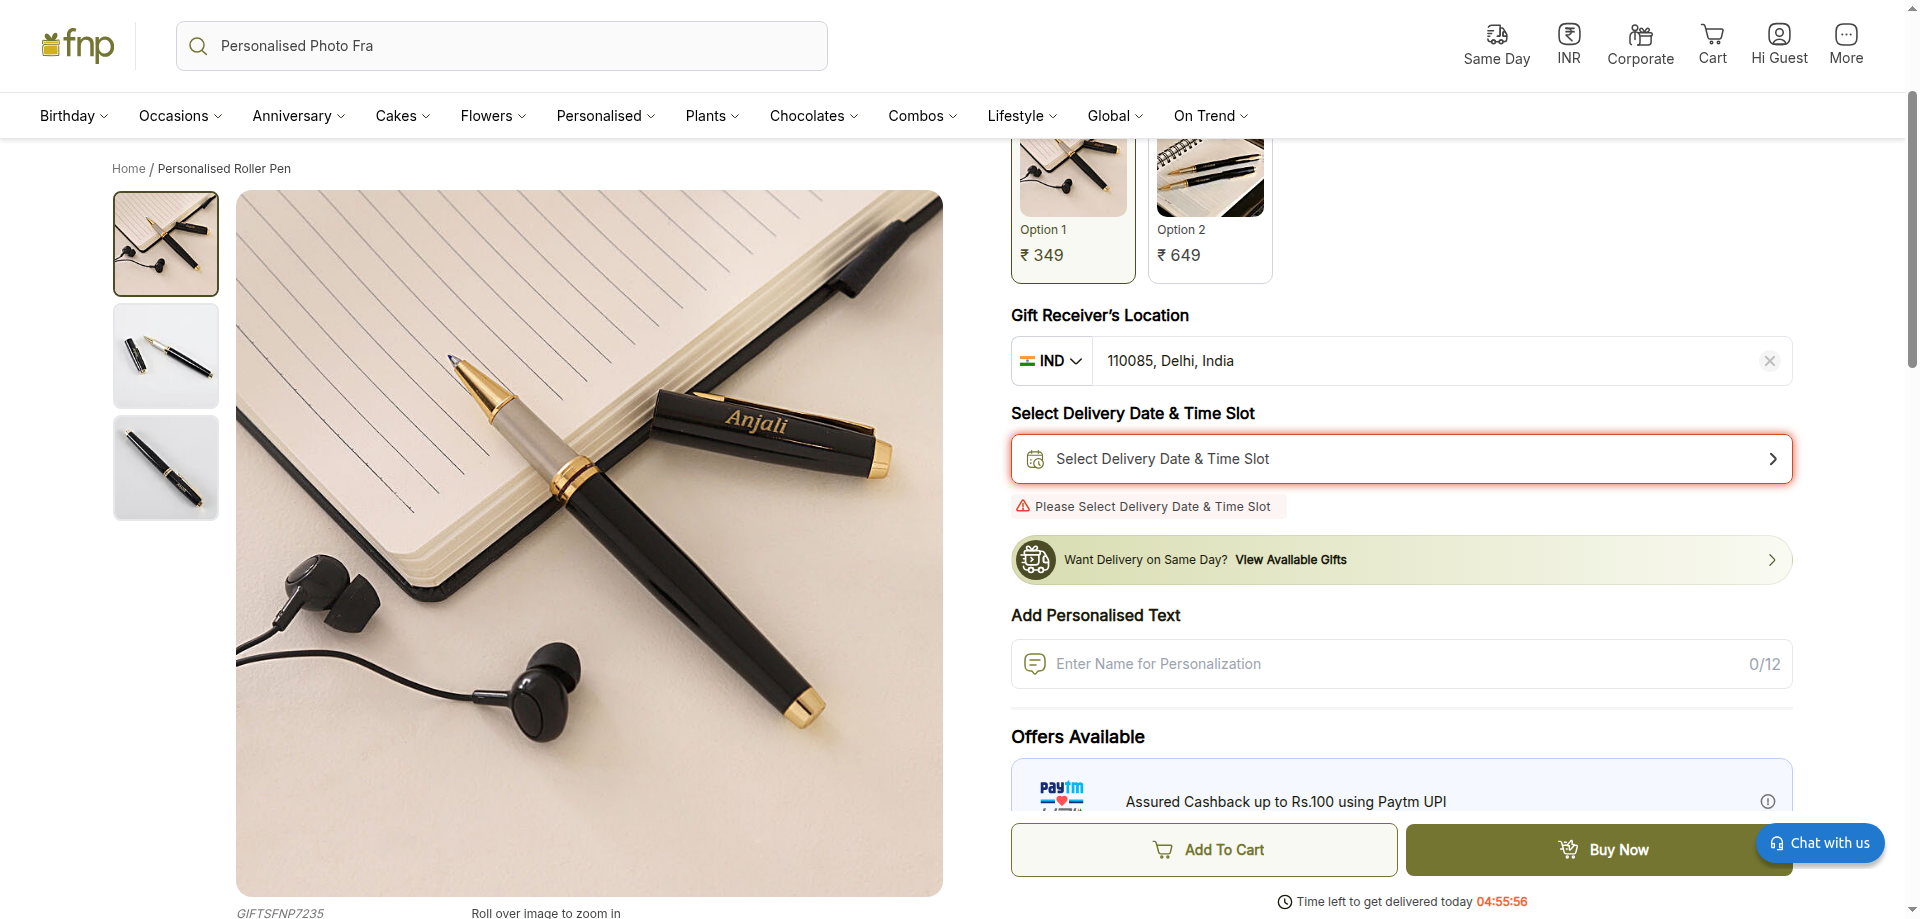 fnp
Personalised Photo Fra
Same Day
INR
Corporate
Cart
Hi Guest
More
Birthday
Occasions
Anniversary
Cakes
Flowers
Personalised
Plants
Chocolates
Combos
Lifestyle
Global
On Trend
Home / Personalised Roller Pen
Anjali
GIFTSFNP7235
Roll over image to zoom in
Option 1
₹ 349
Option 2
₹ 649
Gift Receiver’s Location
IND
110085, Delhi, India
Select Delivery Date & Time Slot
Select Delivery Date & Time Slot
Please Select Delivery Date & Time Slot
Want Delivery on Same Day? View Available Gifts
Add Personalised Text
Enter Name for Personalization
0/12
Offers Available
paytm
Assured Cashback up to Rs.100 using Paytm UPI
Add To Cart
Buy Now
Chat with us
Time left to get delivered today 04:55:56